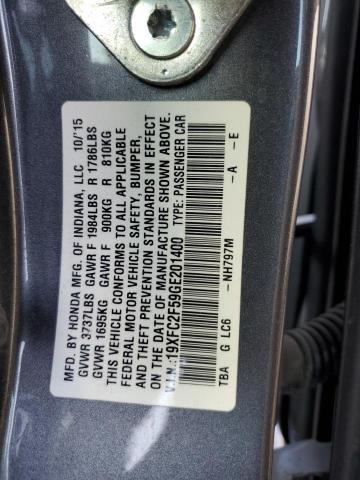 MFD. BY HONDA MFG. OF INDIANA, LLC 10/'15
GVWR 3737LBS GAWR F 1984LBS R 1786LBS
GVWR 1695KG GAWR F 900KG R 810KG
THIS VEHICLE CONFORMS TO ALL APPLICABLE
FEDERAL MOTOR VEHICLE SAFETY, BUMPER,
AND THEFT PREVENTION STANDARDS IN EFFECT
ON THE DATE OF MANUFACTURE SHOWN ABOVE.
V.I.N.:19XFC2F59GE201400 TYPE: PASSENGER CAR
TBA G LC6 -NH797M -A -E